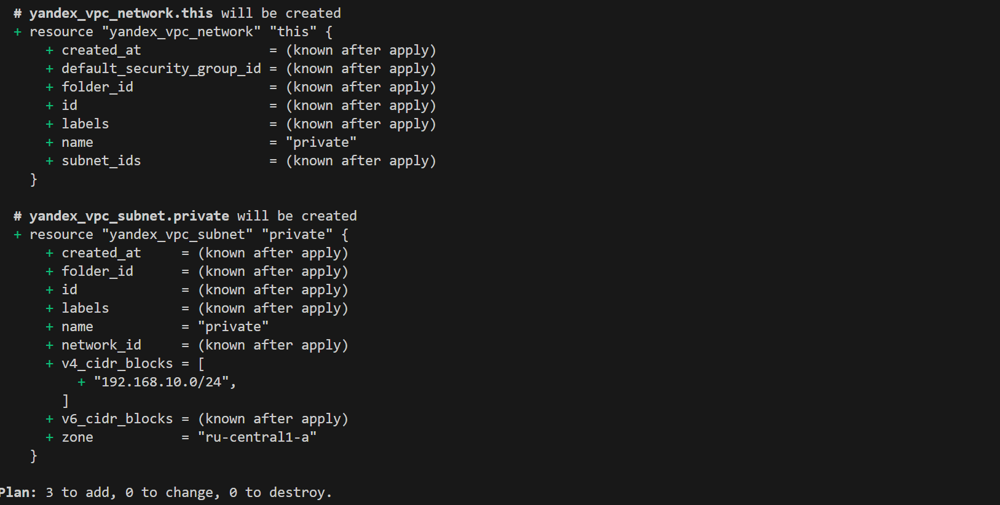 # yandex_vpc_network.this will be created
+ resource "yandex_vpc_network" "this" {
+ created_at = (known after apply)
+ default_security_group_id = (known after apply)
+ folder_id = (known after apply)
+ id = (known after apply)
+ labels = (known after apply)
+ name = "private"
+ subnet_ids = (known after apply)
}
# yandex_vpc_subnet.private will be created
+ resource "yandex_vpc_subnet" "private" {
+ created_at = (known after apply)
+ folder_id = (known after apply)
+ id = (known after apply)
+ labels = (known after apply)
+ name = "private"
+ network_id = (known after apply)
+ v4_cidr_blocks = [
+ "192.168.10.0/24",
]
+ v6_cidr_blocks = (known after apply)
+ zone = "ru-central1-a"
}
Plan: 3 to add, 0 to change, 0 to destroy.